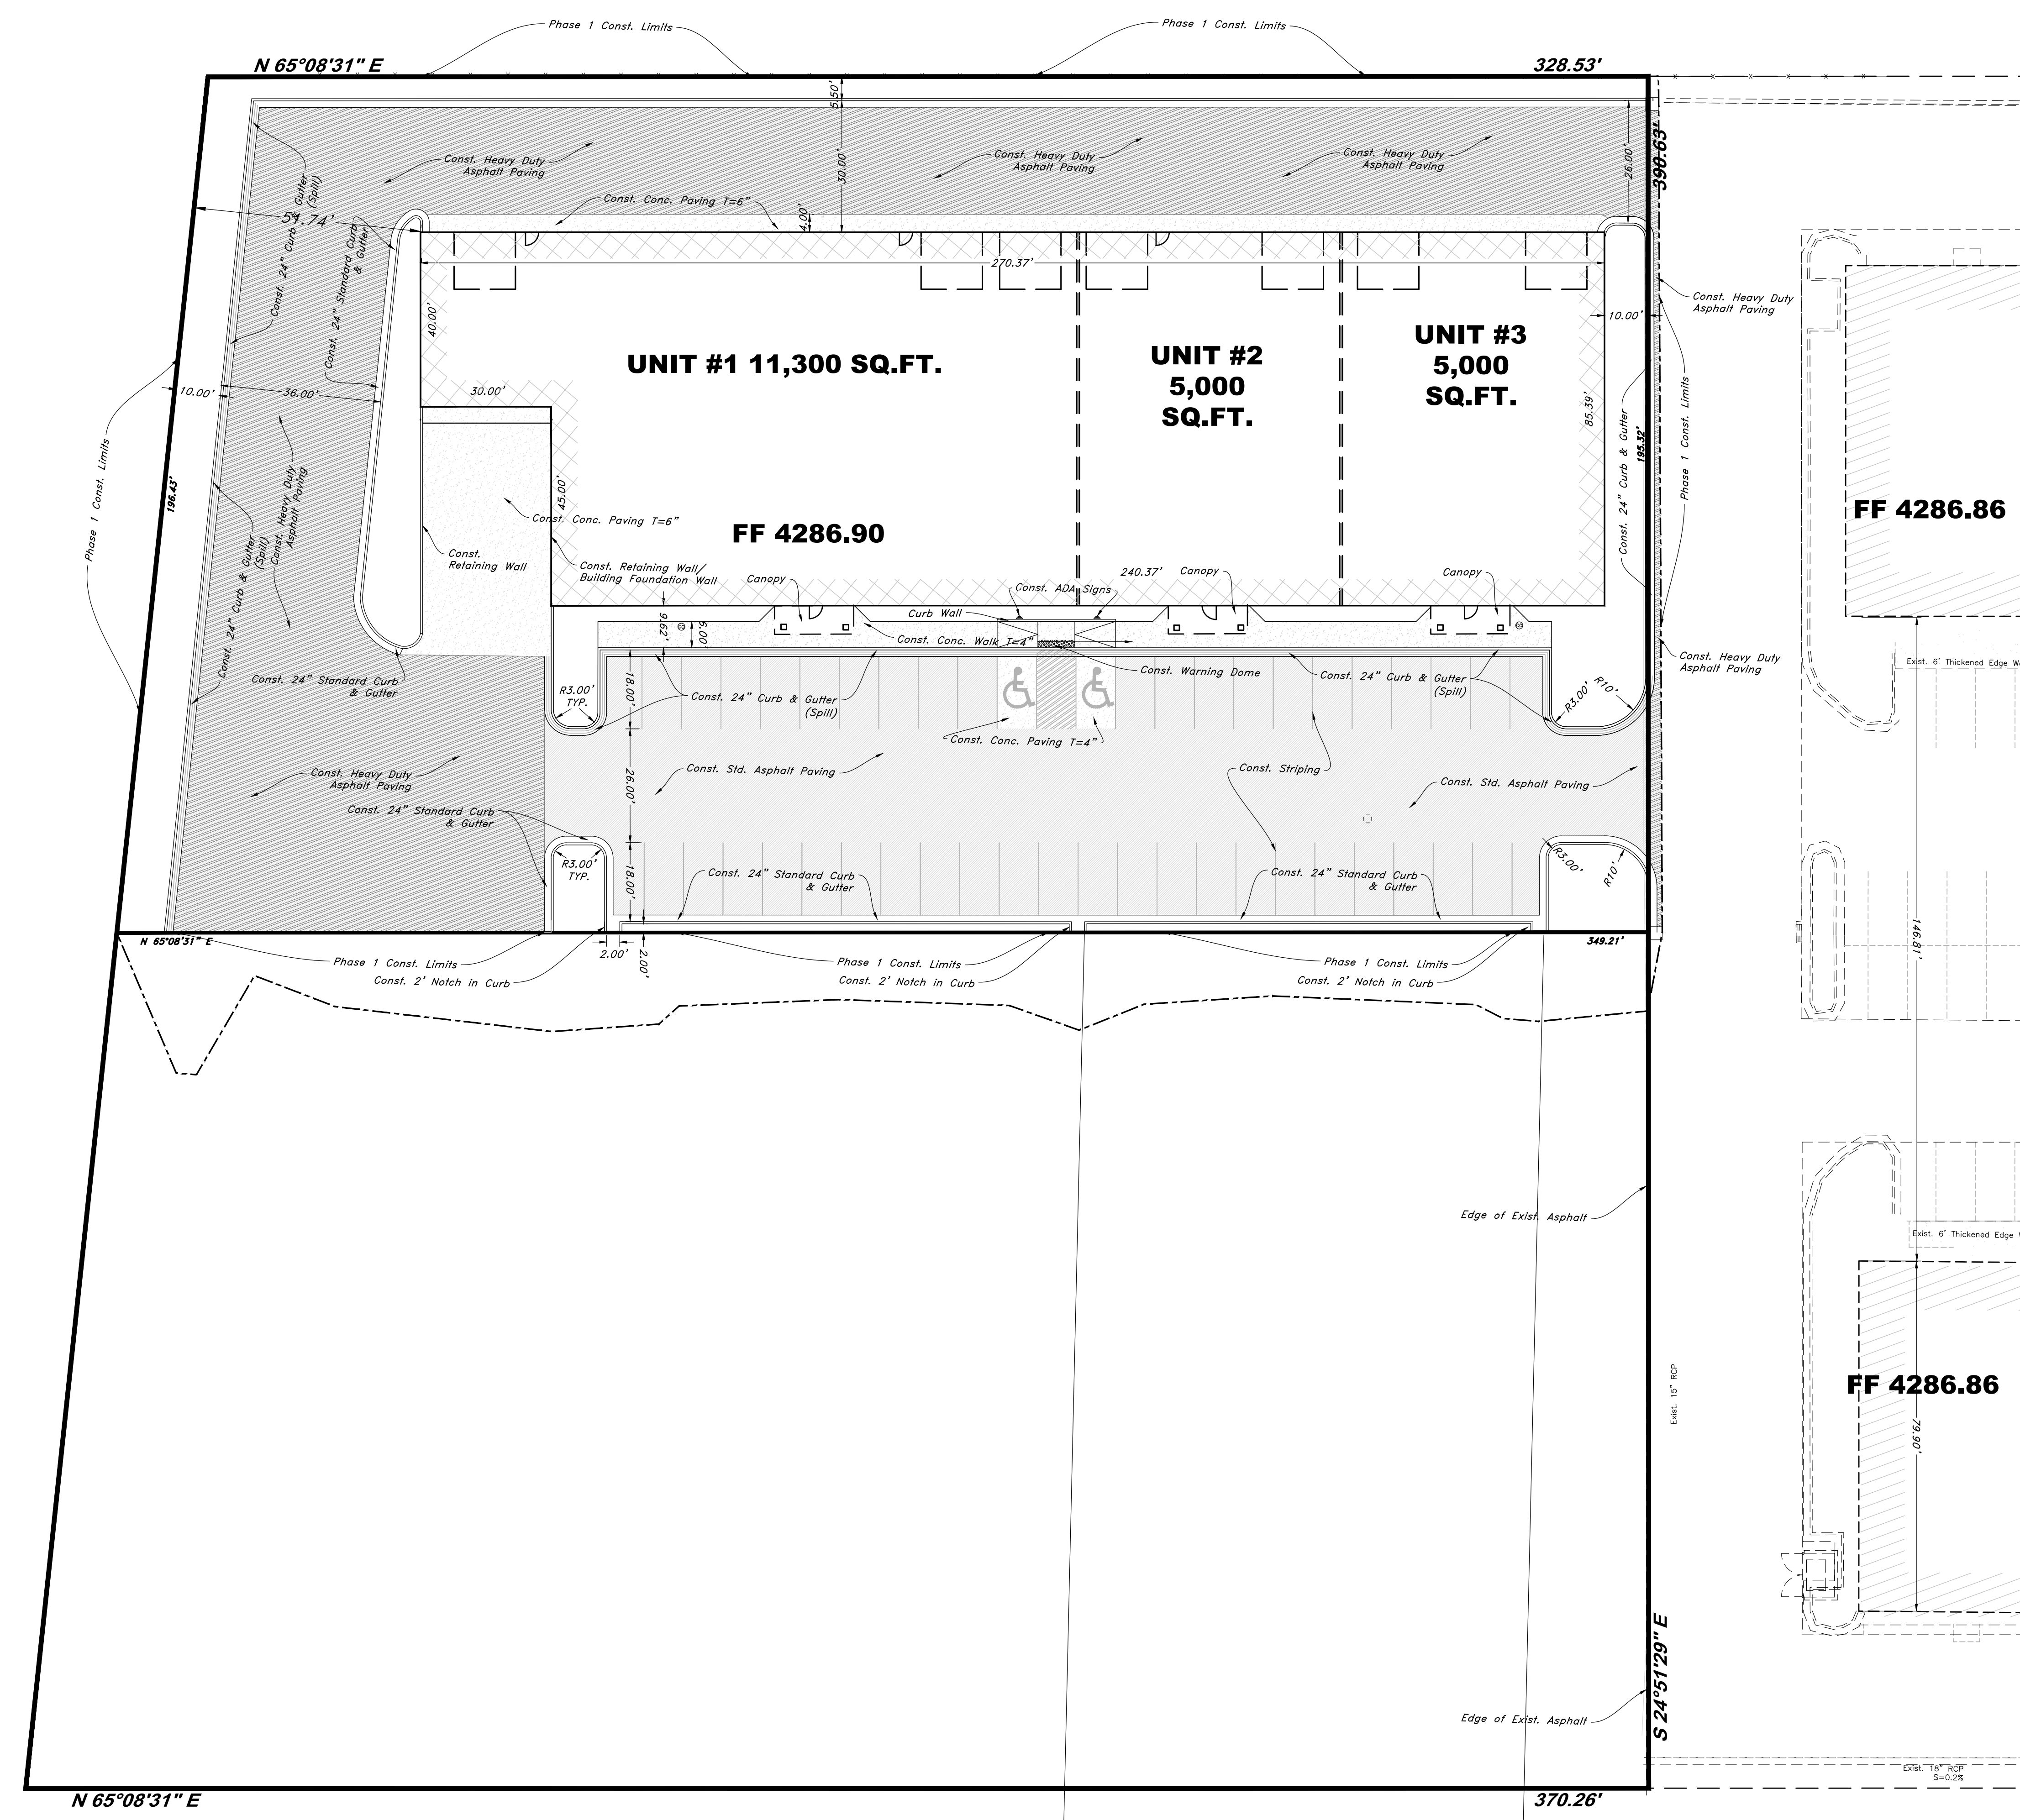 Phase 1 Const. Limits
Phase 1 Const. Limits
N 65°08'31" E
328.53'
5.50'
390.63'
Const. Heavy Duty
Asphalt Paving
Const. Heavy Duty
Asphalt Paving
Const. Heavy Duty
Asphalt Paving
30.00'
26.00'
Const. 24" Curb & Gutter
(Spill)
51.74'
Const. 24" Standard Curb
& Gutter
Const. Conc. Paving T=6"
4.00'
270.37'
40.00'
Const. Heavy Duty
Asphalt Paving
10.00'
UNIT #1 11,300 SQ.FT.
UNIT #2
5,000
SQ.FT.
UNIT #3
5,000
SQ.FT.
10.00'
36.00'
30.00'
85.39'
Const. 24" Curb & Gutter
195.32'
Phase 1 Const. Limits
Phase 1 Const. Limits
196.43'
Const. Heavy Duty
Asphalt Paving
Const. 24" Curb & Gutter
(Spill)
45.00'
Const. Conc. Paving T=6"
FF 4286.90
FF 4286.86
Const.
Retaining Wall
Const. Retaining Wall/
Building Foundation Wall
Canopy
240.37'
Canopy
Canopy
Const. ADA Signs
Curb Wall
9.62'
6.00'
Const. Conc. Walk T=4"
Const. Warning Dome
Const. 24" Curb & Gutter
(Spill)
Const. Heavy Duty
Asphalt Paving
Exist. 6' Thickened Edge W
Const. 24" Standard Curb
& Gutter
R3.00'
TYP.
18.00'
Const. 24" Curb & Gutter
(Spill)
R3.00'
R10'
Const. Conc. Paving T=4"
Const. Heavy Duty
Asphalt Paving
26.00'
Const. Std. Asphalt Paving
Const. Striping
Const. Std. Asphalt Paving
Const. 24" Standard Curb
& Gutter
R3.00'
TYP.
18.00'
Const. 24" Standard Curb
& Gutter
Const. 24" Standard Curb
& Gutter
R3.00'
R10'
N 65°08'31" E
349.21'
2.00'
2.00'
Phase 1 Const. Limits
Const. 2' Notch in Curb
Phase 1 Const. Limits
Const. 2' Notch in Curb
Phase 1 Const. Limits
Const. 2' Notch in Curb
146.81'
Edge of Exist. Asphalt
Exist. 6' Thickened Edge
Exist. 15" RCP
FF 4286.86
79.90'
S 24°51'29" E
Edge of Exist. Asphalt
Exist. 18" RCP
S=0.2%
N 65°08'31" E
370.26'